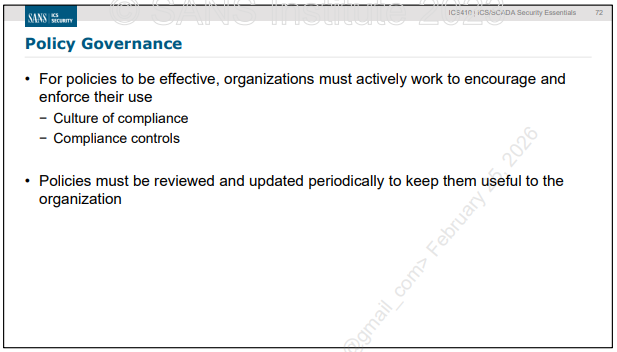 © SANS Institute 2026
SANS ICS SECURITY
ICS410 | ICS/SCADA Security Essentials 72
Policy Governance
• For policies to be effective, organizations must actively work to encourage and
enforce their use
– Culture of compliance
– Compliance controls
• Policies must be reviewed and updated periodically to keep them useful to the
organization
@gmail_com> February 15, 2026